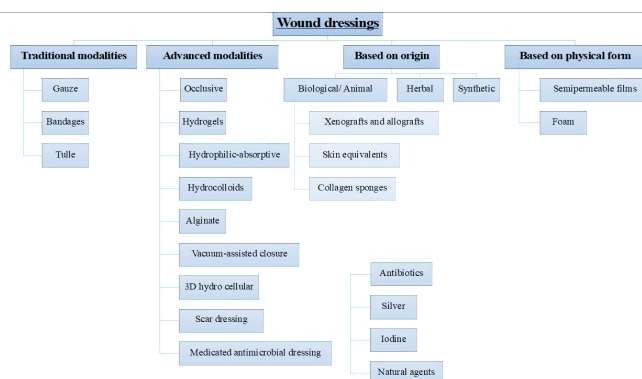 Wound dressings
Traditional modalities
Advanced modalities
Based on origin
Based on physical form
Gauze
Bandages
Tulle
Occlusive
Hydrogels
Hydrophilic-absorptive
Hydrocolloids
Alginate
Vacuum-assisted closure
3D hydro cellular
Scar dressing
Medicated antimicrobial dressing
Antibiotics
Silver
Iodine
Natural agents
Biological/ Animal
Herbal
Synthetic
Xenografts and allografts
Skin equivalents
Collagen sponges
Semipermeable films
Foam